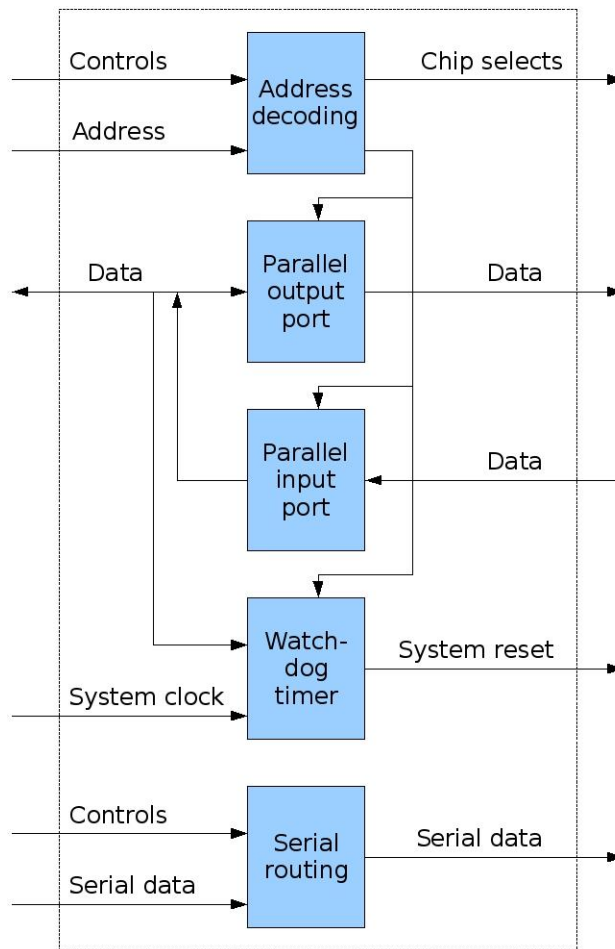 Controls
Address
decoding
Chip selects
Address
Data
Parallel
output
port
Data
Parallel
input
port
Data
Watch-
dog
timer
System reset
System clock
Controls
Serial
routing
Serial data
Serial data